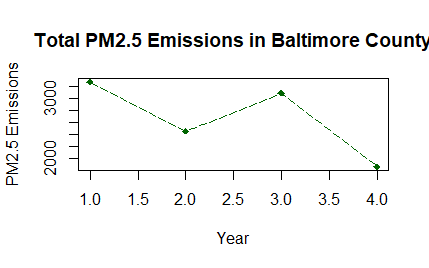 Total PM2.5 Emissions in Baltimore County
PM2.5 Emissions
3000
2000
1.0 1.5 2.0 2.5 3.0 3.5 4.0
Year